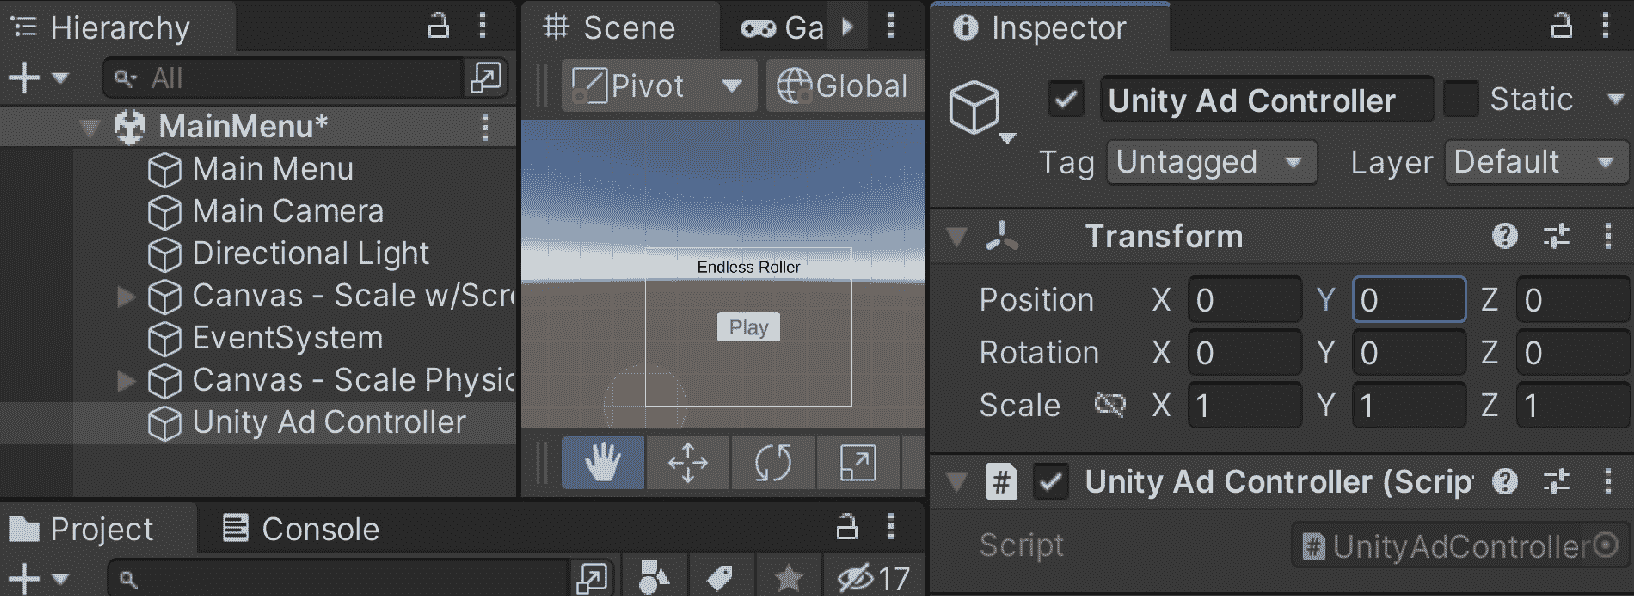 Hierarchy
All
MainMenu*
Main Menu
Main Camera
Directional Light
Canvas - Scale w/Scre
EventSystem
Canvas - Scale Physic
Unity Ad Controller
Scene
Ga
Pivot
Global
Endless Roller
Play
Project
Console
17
Inspector
Unity Ad Controller
Static
Tag Untagged Layer Default
Transform
Position X 0 Y 0 Z 0
Rotation X 0 Y 0 Z 0
Scale X 1 Y 1 Z 1
# Unity Ad Controller (Scrip
Script # UnityAdController